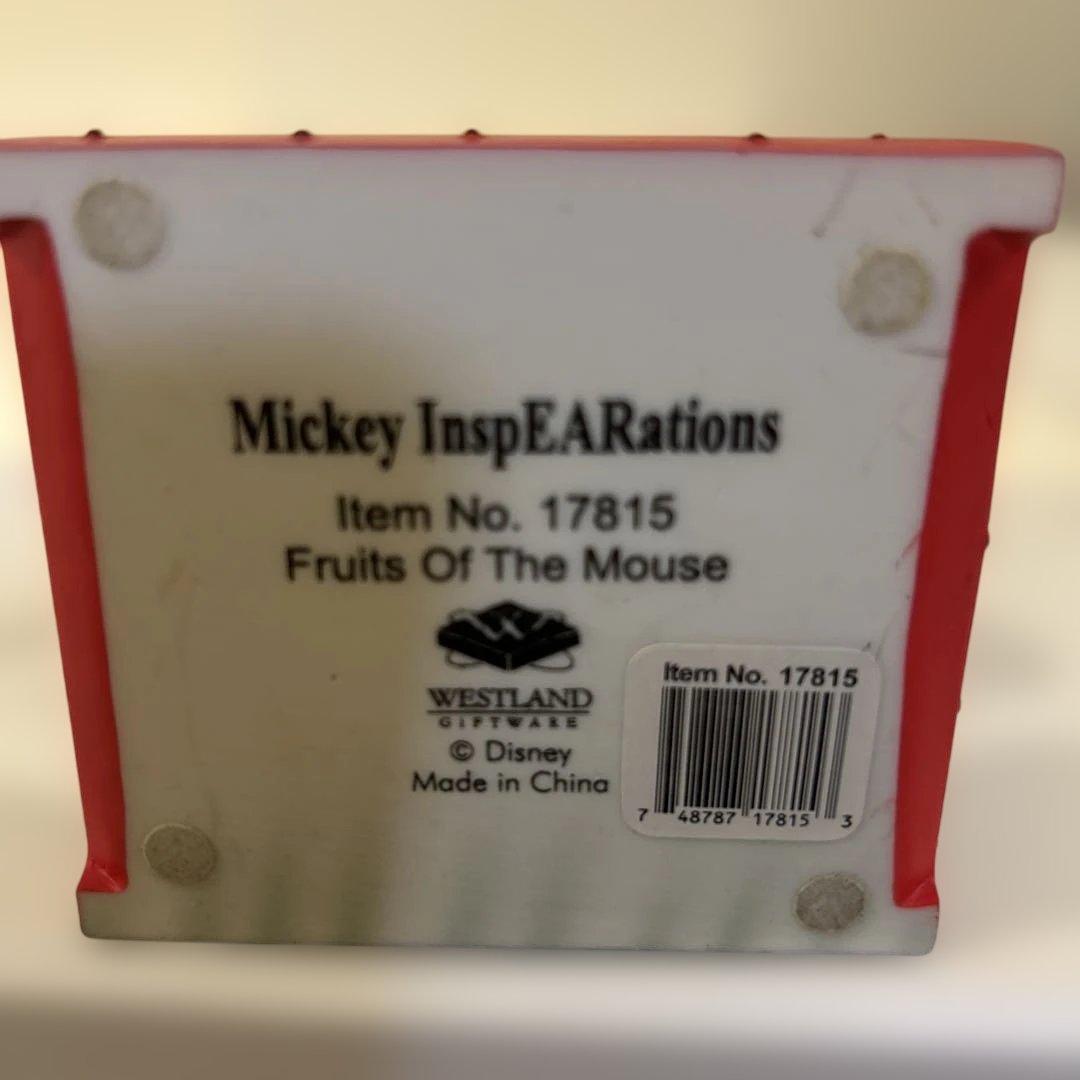 Mickey InspEARations
Item No. 17815
Fruits Of The Mouse
WESTLAND
GIFTWARE
© Disney
Made in China
Item No. 17815
7 48787 17815 3